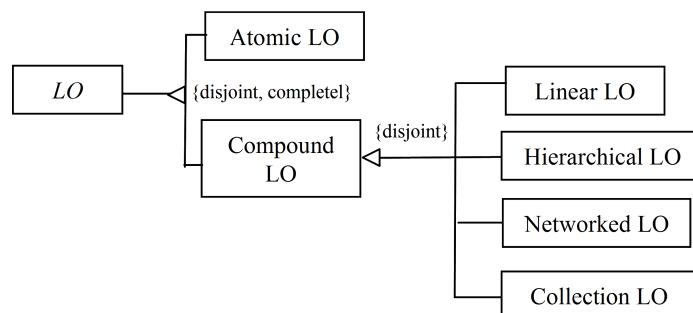 Atomic LO
LO
{disjoint, completel}
Linear LO
{disjoint}
Compound
LO
Hierarchical LO
Networked LO
Collection LO